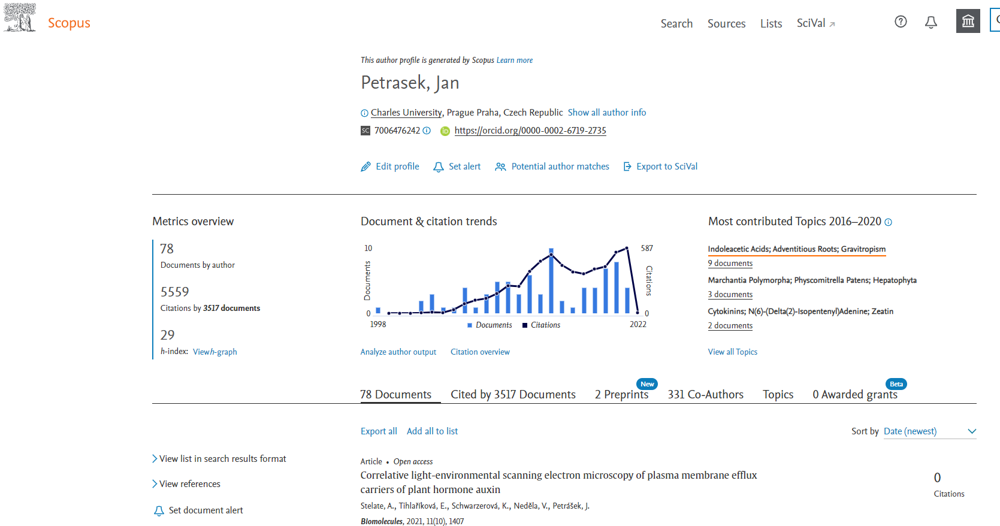 Scopus
Search Sources Lists SciVal ↗
This author profile is generated by Scopus Learn more
Petrasek, Jan
Charles University, Prague Praha, Czech Republic Show all author info
SC 7006476242 iD https://orcid.org/0000-0002-6719-2735
Edit profile Set alert Potential author matches Export to SciVal
Metrics overview
78
Documents by author
5559
Citations by 3517 documents
29
h-index: View h-graph
Document & citation trends
10
587
Documents
Citations
0
0
1998
2022
Documents Citations
Analyze author output Citation overview
Most contributed Topics 2016–2020
Indoleacetic Acids; Adventitious Roots; Gravitropism
9 documents
Marchantia Polymorpha; Physcomitrella Patens; Hepatophyta
3 documents
Cytokinins; N(6)-(Delta(2)-Isopentenyl)Adenine; Zeatin
2 documents
View all Topics
New
Beta
78 Documents Cited by 3517 Documents 2 Preprints 331 Co-Authors Topics 0 Awarded grants
Export all Add all to list
Sort by Date (newest)
View list in search results format
View references
Set document alert
Article • Open access
Correlative light-environmental scanning electron microscopy of plasma membrane efflux
carriers of plant hormone auxin
Stelate, A., Tihlaříková, E., Schwarzerová, K., Neděla, V., Petrášek, J.
Biomolecules, 2021, 11(10), 1407
0
Citations